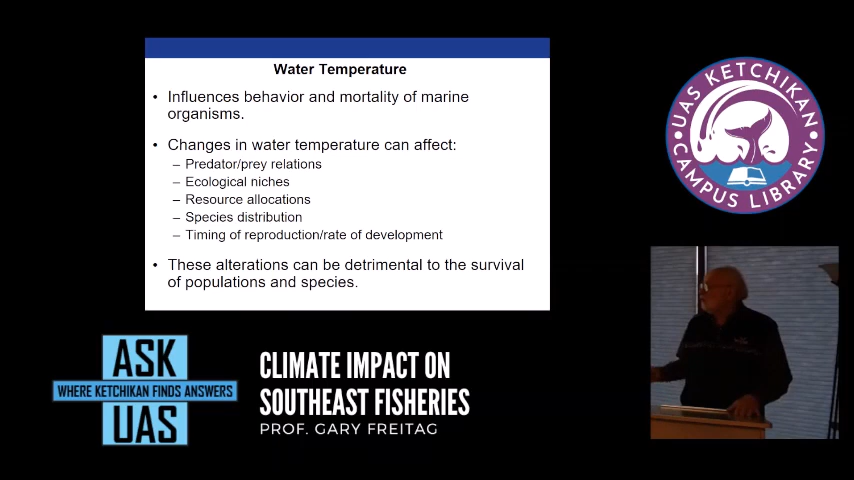 Water Temperature
• Influences behavior and mortality of marine
organisms.
• Changes in water temperature can affect:
– Predator/prey relations
– Ecological niches
– Resource allocations
– Species distribution
– Timing of reproduction/rate of development
• These alterations can be detrimental to the survival
of populations and species.
UAS KETCHIKAN
CAMPUS LIBRARY
ASK
WHERE KETCHIKAN FINDS ANSWERS
UAS
CLIMATE IMPACT ON
SOUTHEAST FISHERIES
PROF. GARY FREITAG